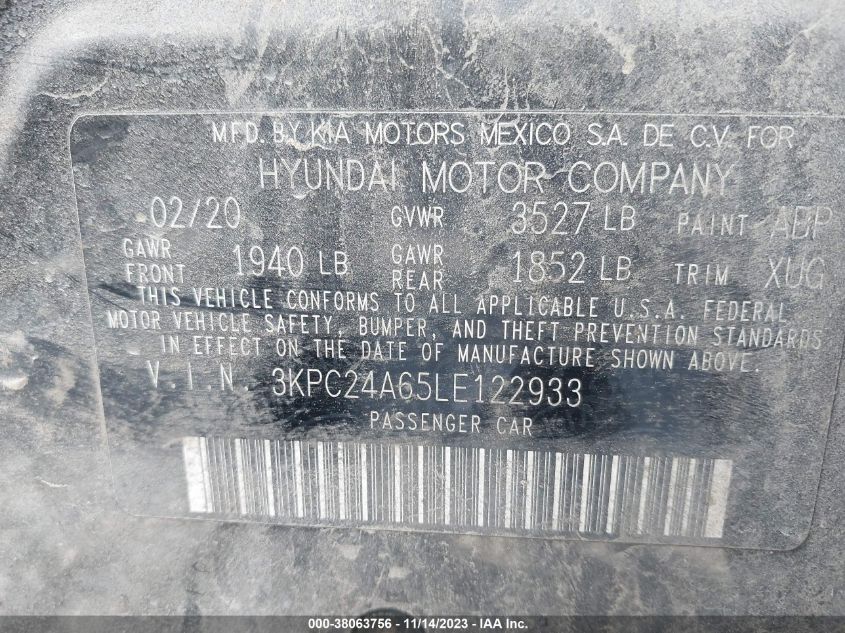 MFD. BY KIA MOTORS MEXICO S.A. DE C.V. FOR
HYUNDAI MOTOR COMPANY
02/20 GVWR 3527 LB PAINT ABP
GAWR FRONT 1940 LB GAWR REAR 1852 LB TRIM XUG
THIS VEHICLE CONFORMS TO ALL APPLICABLE U.S.A. FEDERAL
MOTOR VEHICLE SAFETY, BUMPER, AND THEFT PREVENTION STANDARDS
IN EFFECT ON THE DATE OF MANUFACTURE SHOWN ABOVE.
V.I.N. 3KPC24A65LE122933
PASSENGER CAR
000-38063756 - 11/14/2023 - IAA Inc.